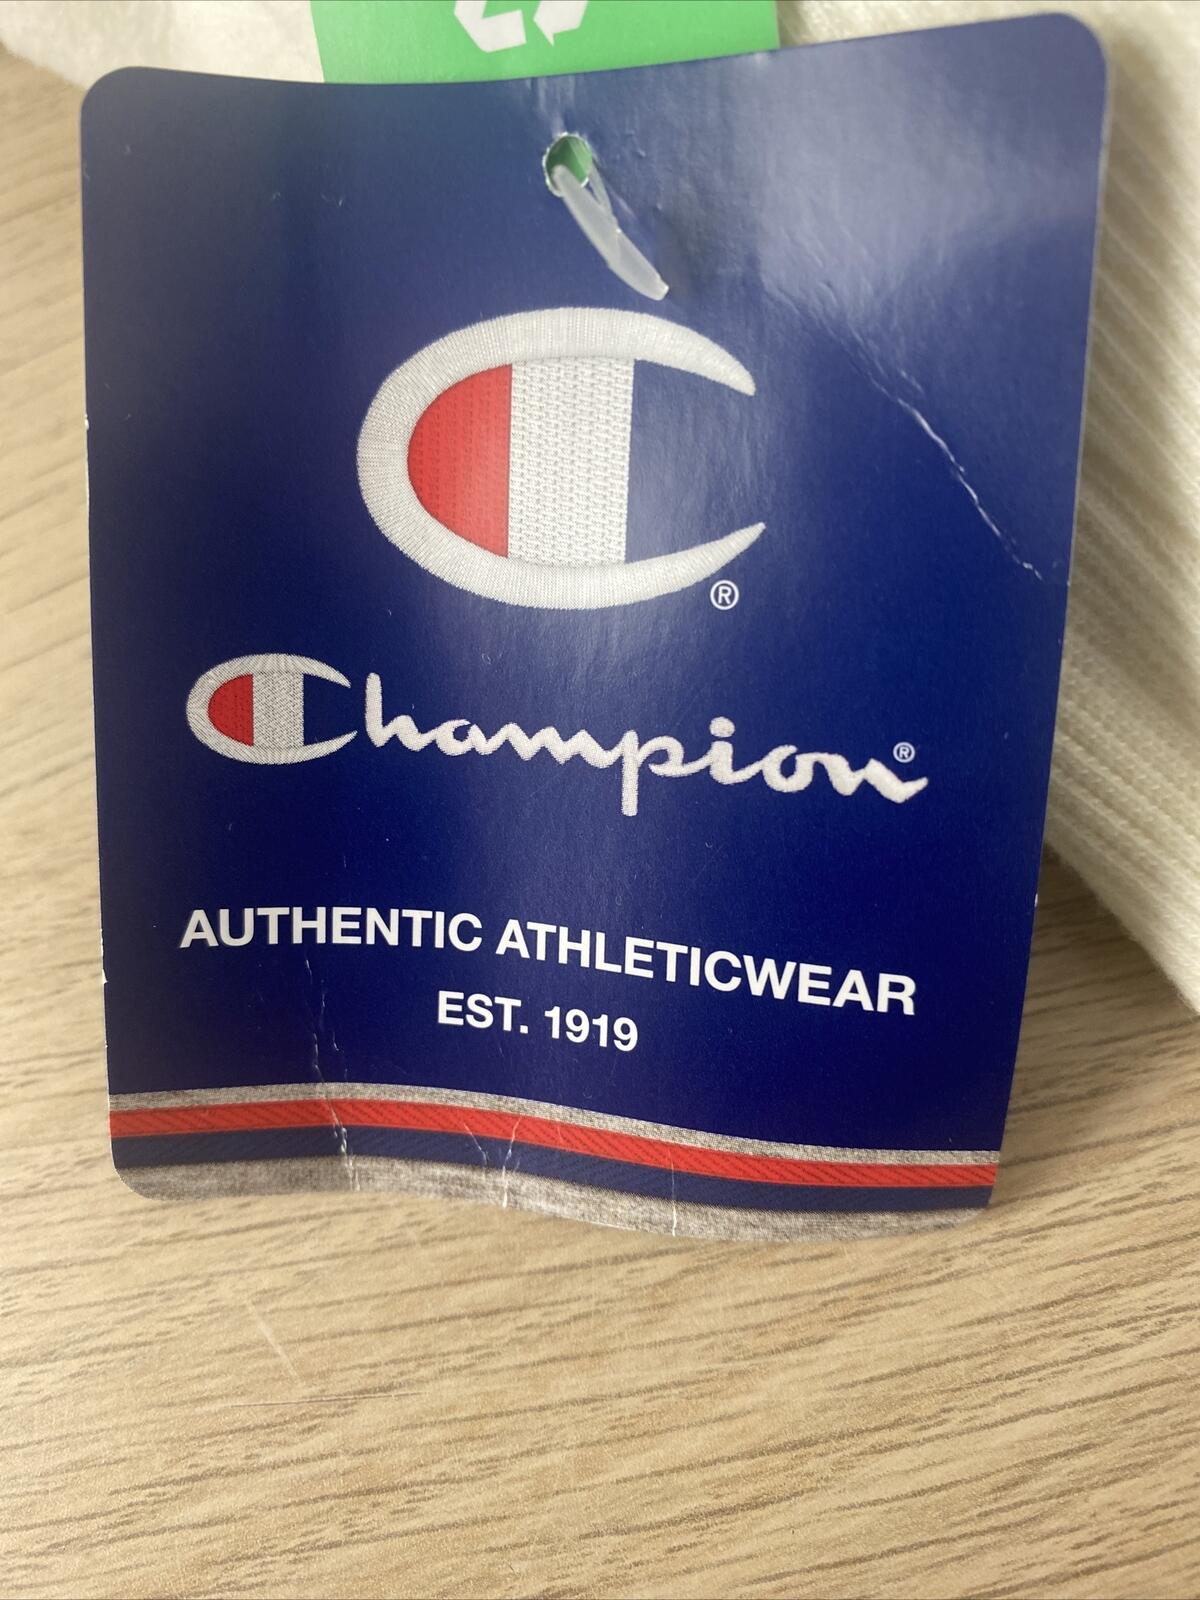 ®
Champion®
AUTHENTIC ATHLETICWEAR
EST. 1919